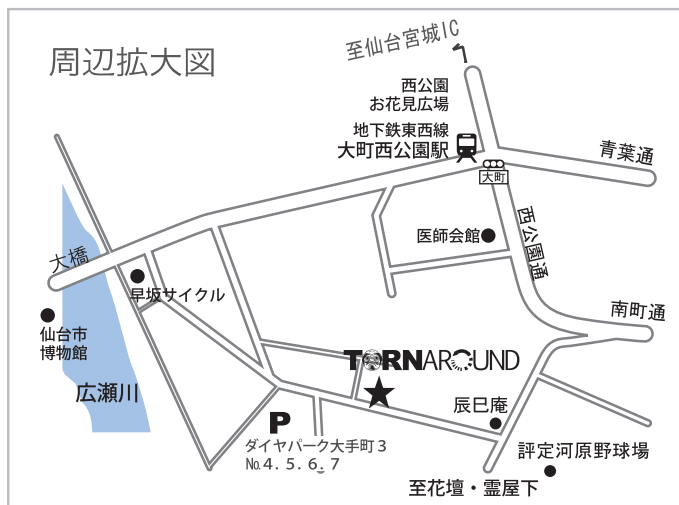 周辺拡大図
至仙台宮城IC
西公園
お花見広場
地下鉄東西線
大町西公園駅
青葉通
大町
西公園通
医師会館
大橋
早坂サイクル
仙台市
博物館
南町通
TORNAROUND
広瀬川
辰巳庵
P
ダイヤパーク大手町3
№4.5.6.7
評定河原野球場
至花壇・霊屋下